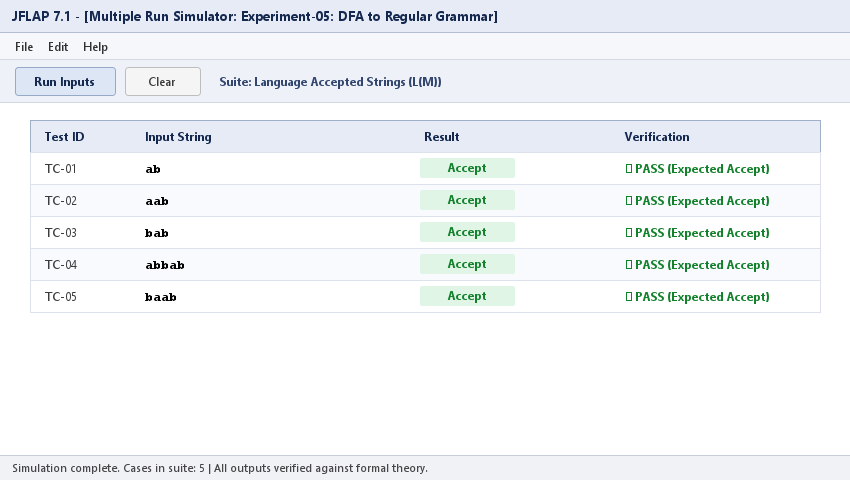 JFLAP 7.1 - [Multiple Run Simulator: Experiment-05: DFA to Regular Grammar]
File Edit Help
Run Inputs Clear Suite: Language Accepted Strings (L(M))
Test ID Input String Result Verification
TC-01 ab Accept PASS (Expected Accept)
TC-02 aab Accept PASS (Expected Accept)
TC-03 bab Accept PASS (Expected Accept)
TC-04 abbab Accept PASS (Expected Accept)
TC-05 baab Accept PASS (Expected Accept)
Simulation complete. Cases in suite: 5 | All outputs verified against formal theory.